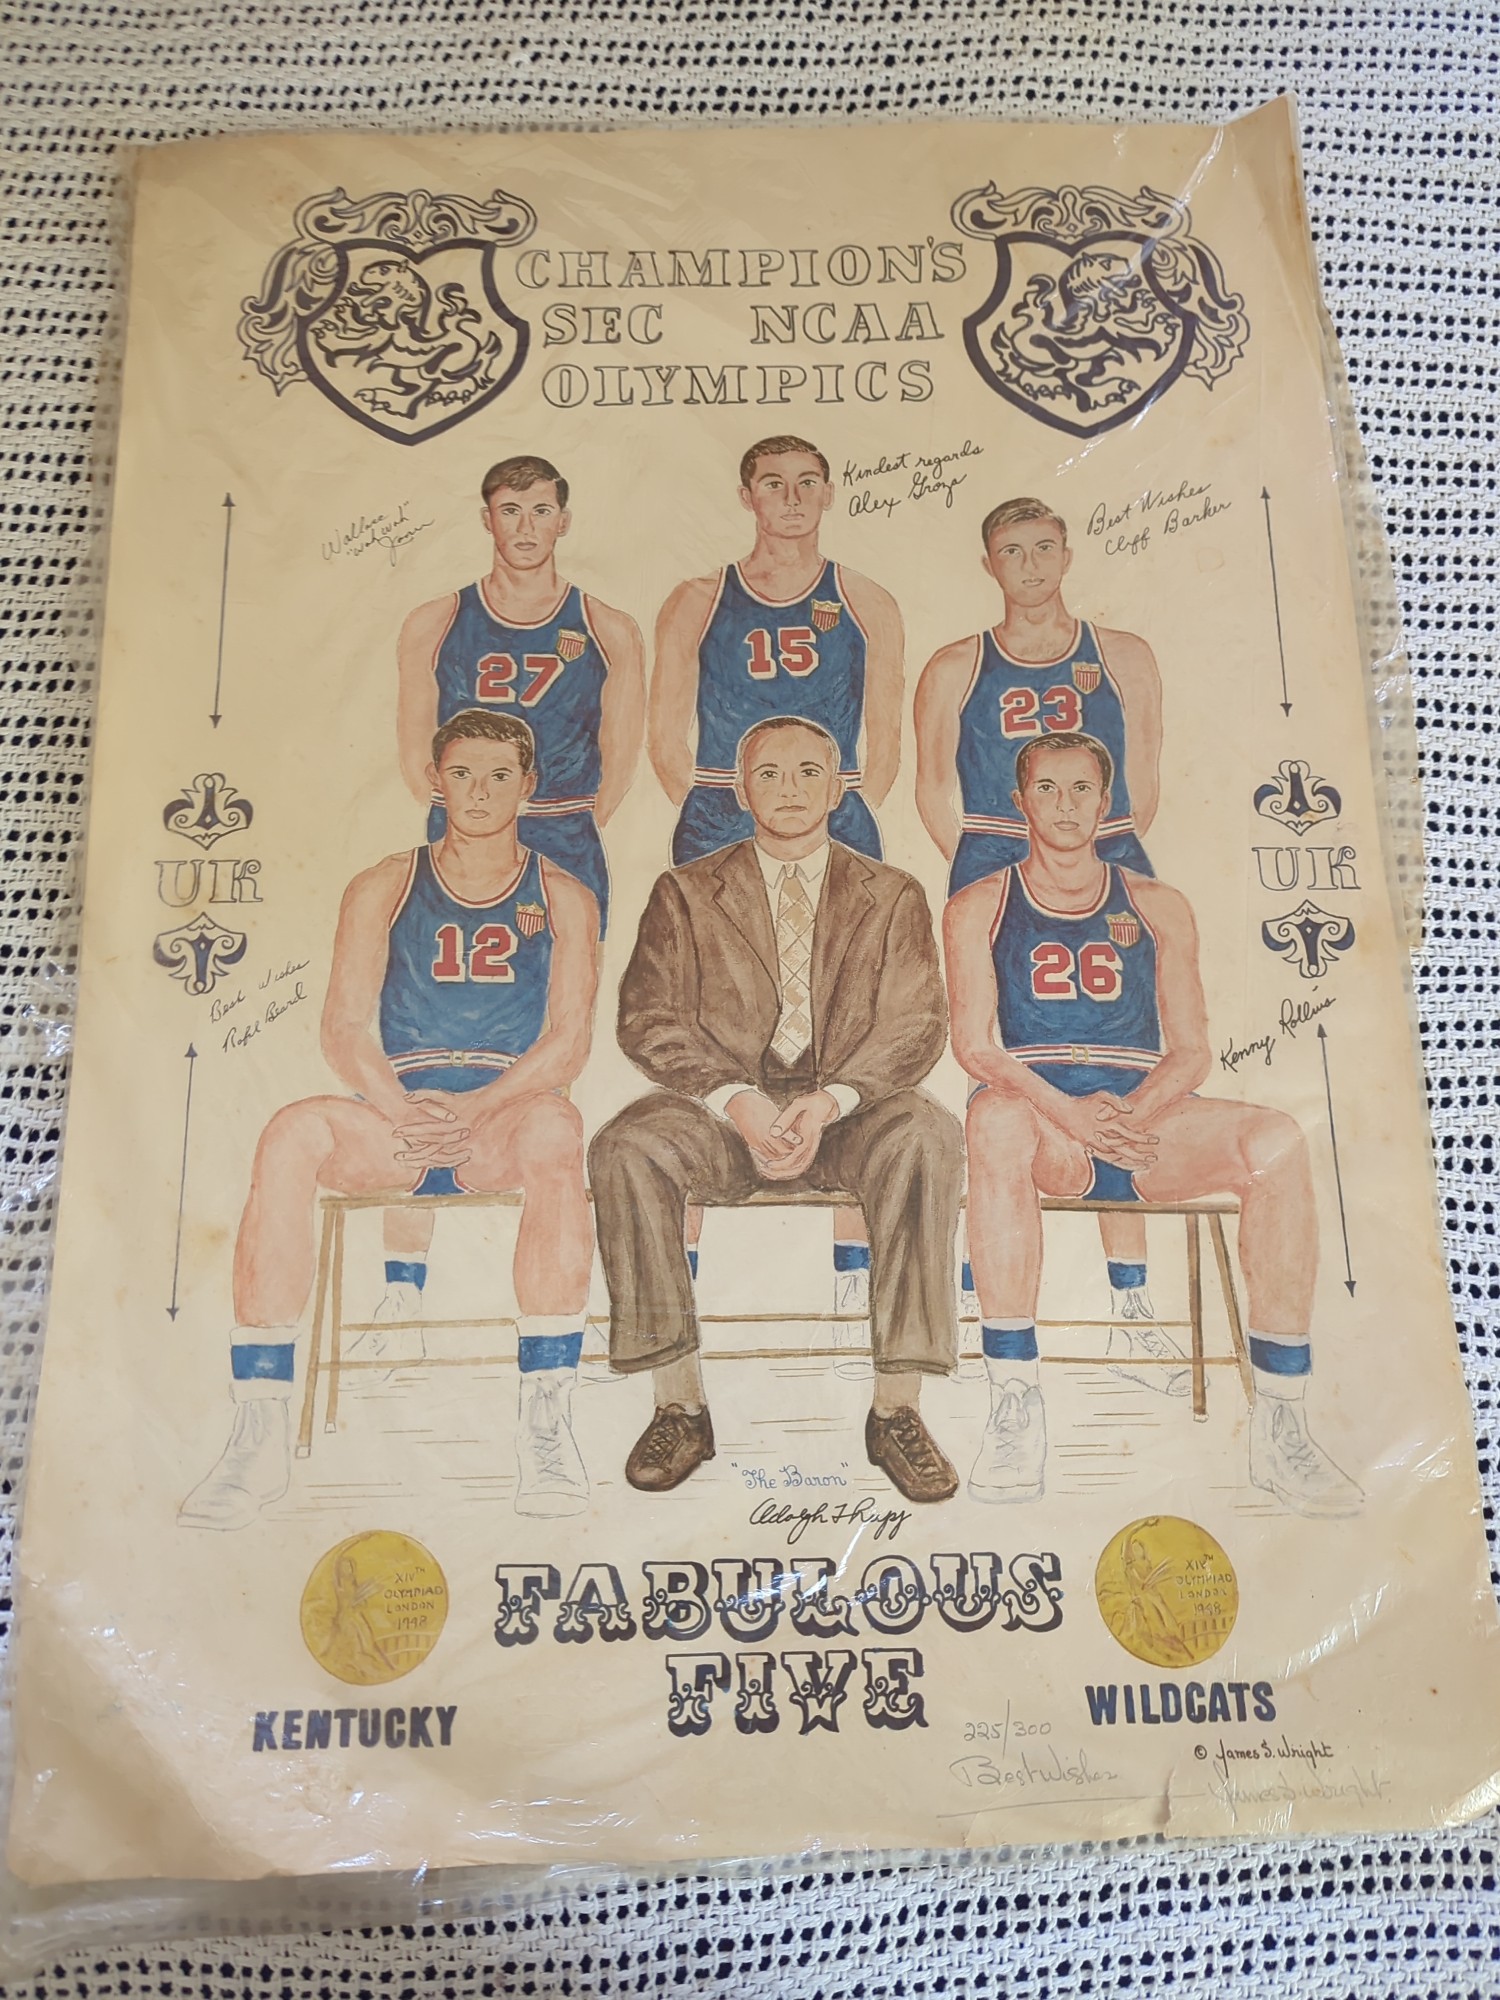 CHAMPION'S
SEC NCAA
OLYMPICS
Kindest regards
Alex Groza
Best Wishes
Cliff Barker
Wallace
"Wah Wah"
Jones
27
15
23
12
26
UK
UK
Best Wishes
Ralph Beard
Kenny Rollins
"The Baron"
Adolph F Rupp
XIVTH
OLYMPIAD
LONDON
1948
XIVTH
OLYMPIAD
LONDON
1948
FABULOUS
FIVE
KENTUCKY
WILDCATS
225/300
Best Wishes
© James S. Wright
James S. Wright